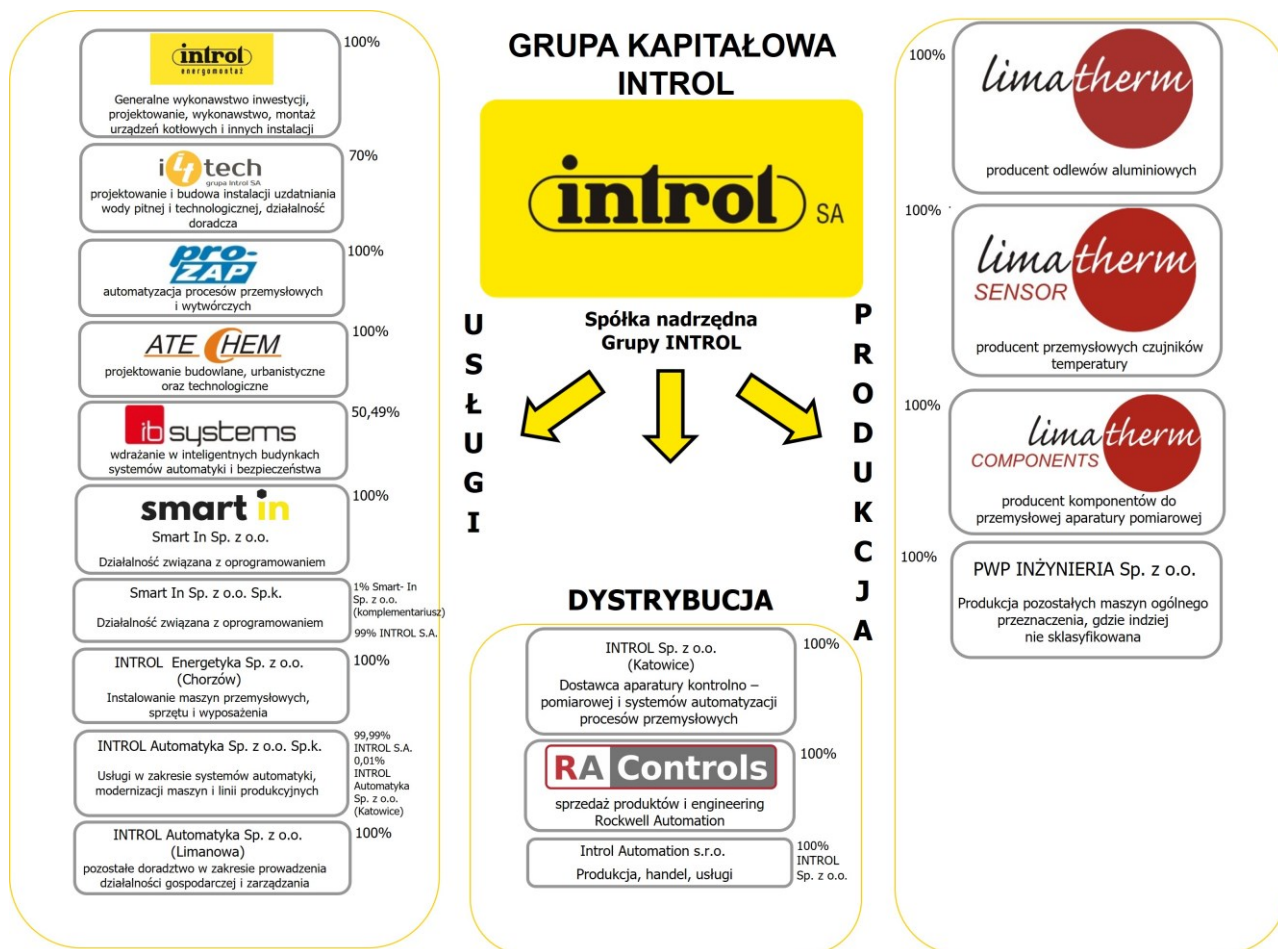 introl
energomontaż
100%
Generalne wykonawstwo inwestycji,
projektowanie, wykonawstwo, montaż
urządzeń kotłowych i innych instalacji
i4tech
grupa Introl SA
70%
projektowanie i budowa instalacji uzdatniania
wody pitnej i technologicznej, działalność
doradcza
pro-
ZAP
100%
automatyzacja procesów przemysłowych
i wytwórczych
ATE CHEM
100%
projektowanie budowlane, urbanistyczne
oraz technologiczne
ib systems
50,49%
wdrażanie w inteligentnych budynkach
systemów automatyki i bezpieczeństwa
smart in
100%
Smart In Sp. z o.o.
Działalność związana z oprogramowaniem
Smart In Sp. z o.o. Sp.k.
Działalność związana z oprogramowaniem
1% Smart- In
Sp. z o.o.
(komplementariusz)
99% INTROL S.A.
INTROL Energetyka Sp. z o.o.
(Chorzów)
100%
Instalowanie maszyn przemysłowych,
sprzętu i wyposażenia
INTROL Automatyka Sp. z o.o. Sp.k.
Usługi w zakresie systemów automatyki,
modernizacji maszyn i linii produkcyjnych
99,99%
INTROL S.A.
0,01%
INTROL
Automatyka
Sp. z o.o.
(Katowice)
INTROL Automatyka Sp. z o.o.
(Limanowa)
100%
pozostałe doradztwo w zakresie prowadzenia
działalności gospodarczej i zarządzania
GRUPA KAPITAŁOWA
INTROL
introl SA
Spółka nadrzędna
Grupy INTROL
USŁUGI
PRODUKCJA
DYSTRYBUCJA
INTROL Sp. z o.o.
(Katowice)
100%
Dostawca aparatury kontrolno –
pomiarowej i systemów automatyzacji
procesów przemysłowych
RA Controls
100%
sprzedaż produktów i engineering
Rockwell Automation
Introl Automation s.r.o.
Produkcja, handel, usługi
100%
INTROL
Sp. z o.o.
100%
limatherm
producent odlewów aluminiowych
100%
limatherm
SENSOR
producent przemysłowych czujników
temperatury
100%
limatherm
COMPONENTS
producent komponentów do
przemysłowej aparatury pomiarowej
100%
PWP INŻYNIERIA Sp. z o.o.
Produkcja pozostałych maszyn ogólnego
przeznaczenia, gdzie indziej
nie sklasyfikowana